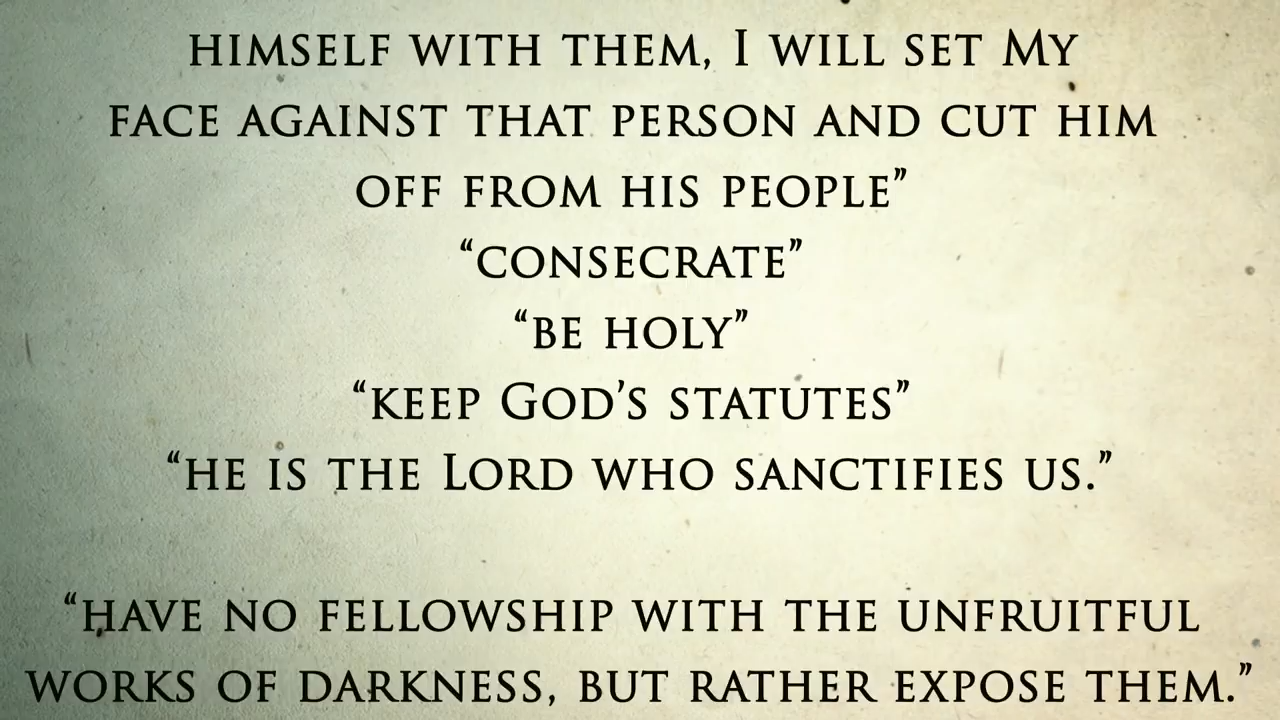 HIMSELF WITH THEM, I WILL SET MY
FACE AGAINST THAT PERSON AND CUT HIM
OFF FROM HIS PEOPLE”
“CONSECRATE”
“BE HOLY”
“KEEP GOD’S STATUTES”
“HE IS THE LORD WHO SANCTIFIES US.”
“HAVE NO FELLOWSHIP WITH THE UNFRUITFUL
WORKS OF DARKNESS, BUT RATHER EXPOSE THEM.”